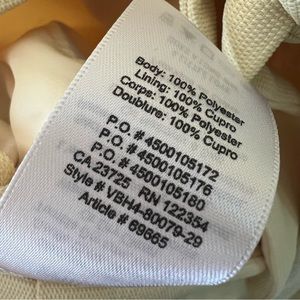 Body: 100% Polyester
Lining: 100% Cupro
Corps: 100% Polyester
Doublure: 100% Cupro
P.O. # 4500105172
P.O. # 4500105176
P.O. # 4500105180
CA 23725 RN 122354
Style # VBH4-80079-29
Article # 69665